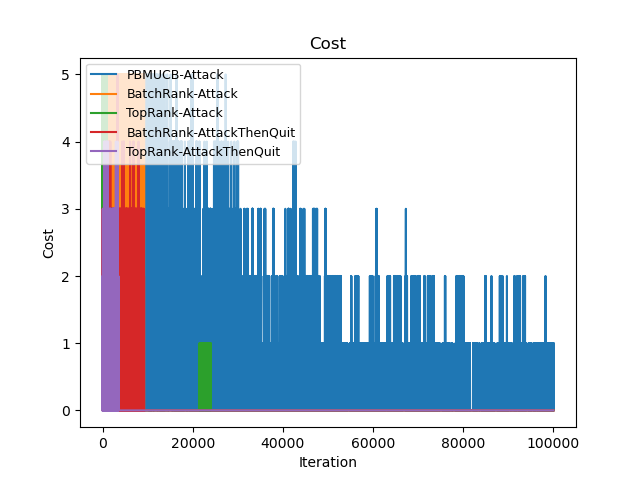 Cost
PBMUCB-Attack
BatchRank-Attack
TopRank-Attack
BatchRank-AttackThenQuit
TopRank-AttackThenQuit
5
4
3
2
1
0
Cost
0 20000 40000 60000 80000 100000
Iteration